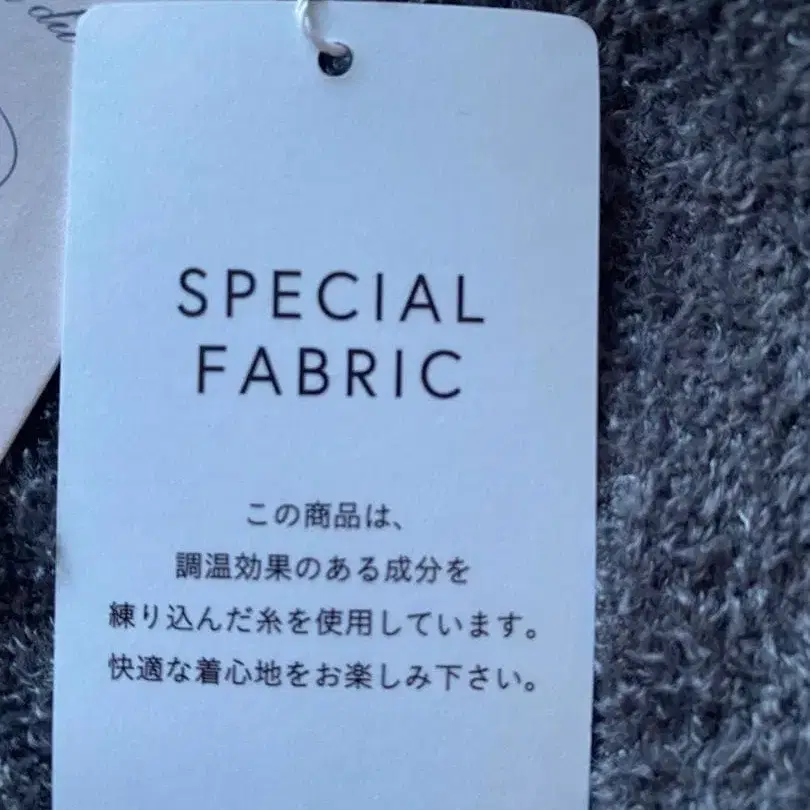 SPECIAL
FABRIC
この商品は、
調温効果のある成分を
練り込んだ糸を使用しています。
快適な着心地をお楽しみ下さい。